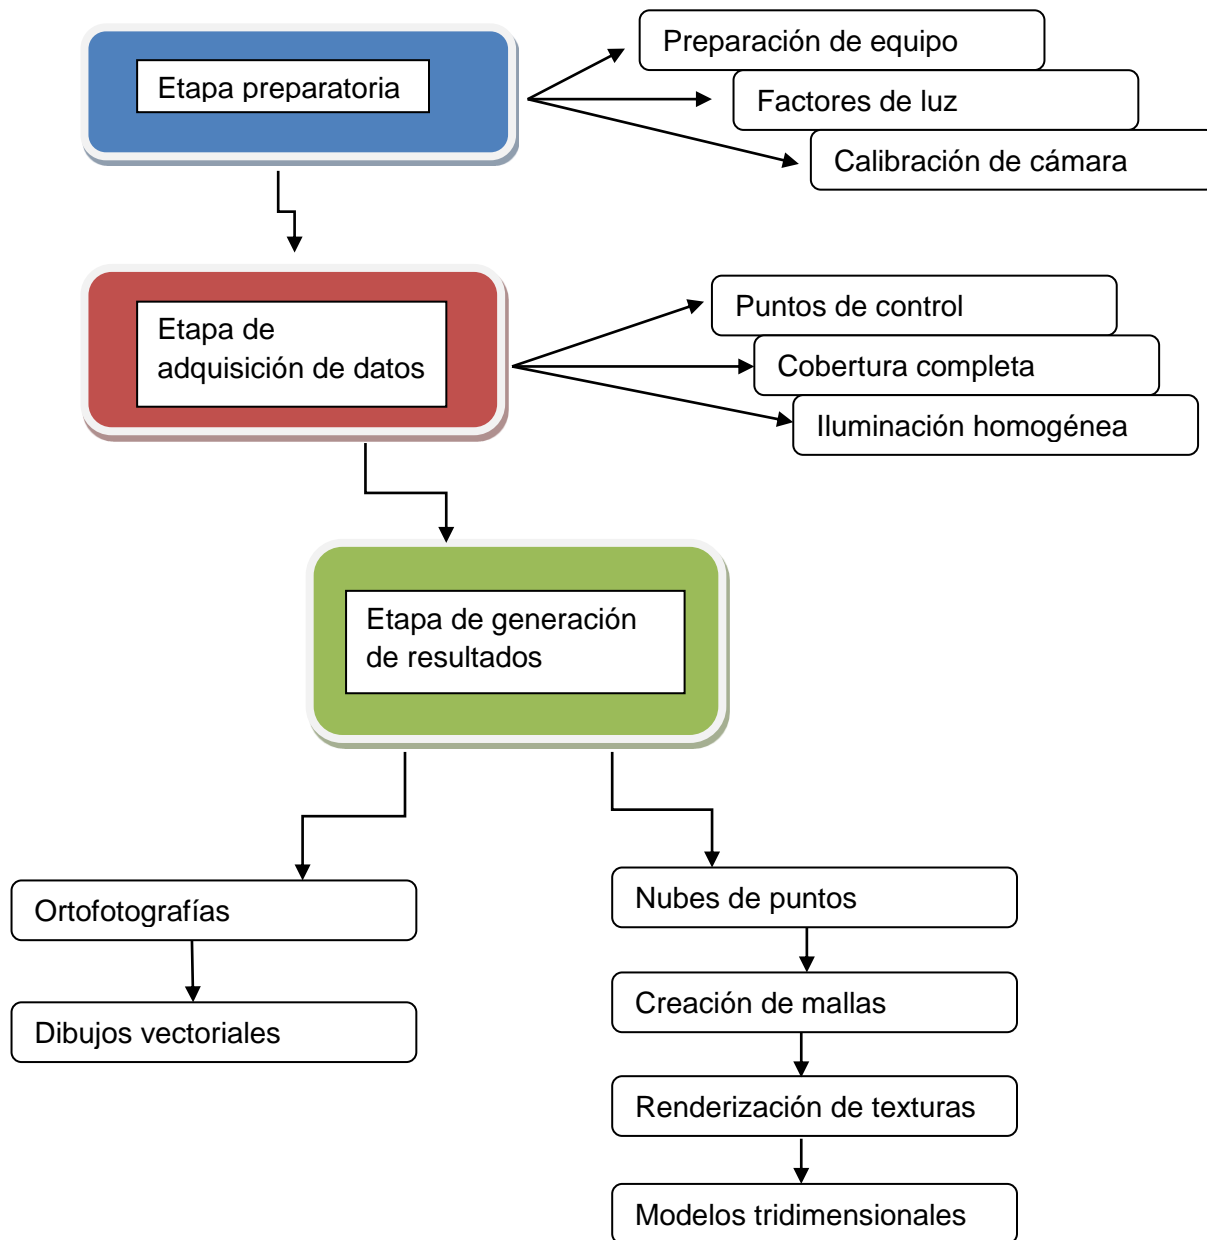 Etapa preparatoria
Preparación de equipo
Factores de luz
Calibración de cámara
Etapa de
adquisición de datos
Puntos de control
Cobertura completa
Iluminación homogénea
Etapa de generación
de resultados
Ortofotografías
Dibujos vectoriales
Nubes de puntos
Creación de mallas
Renderización de texturas
Modelos tridimensionales